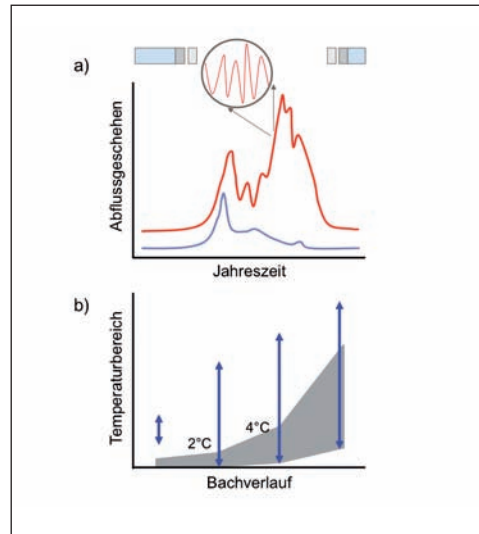 a)
Abflussgeschehen
Jahreszeit
b)
Temperaturbereich
2°C
4°C
Bachverlauf